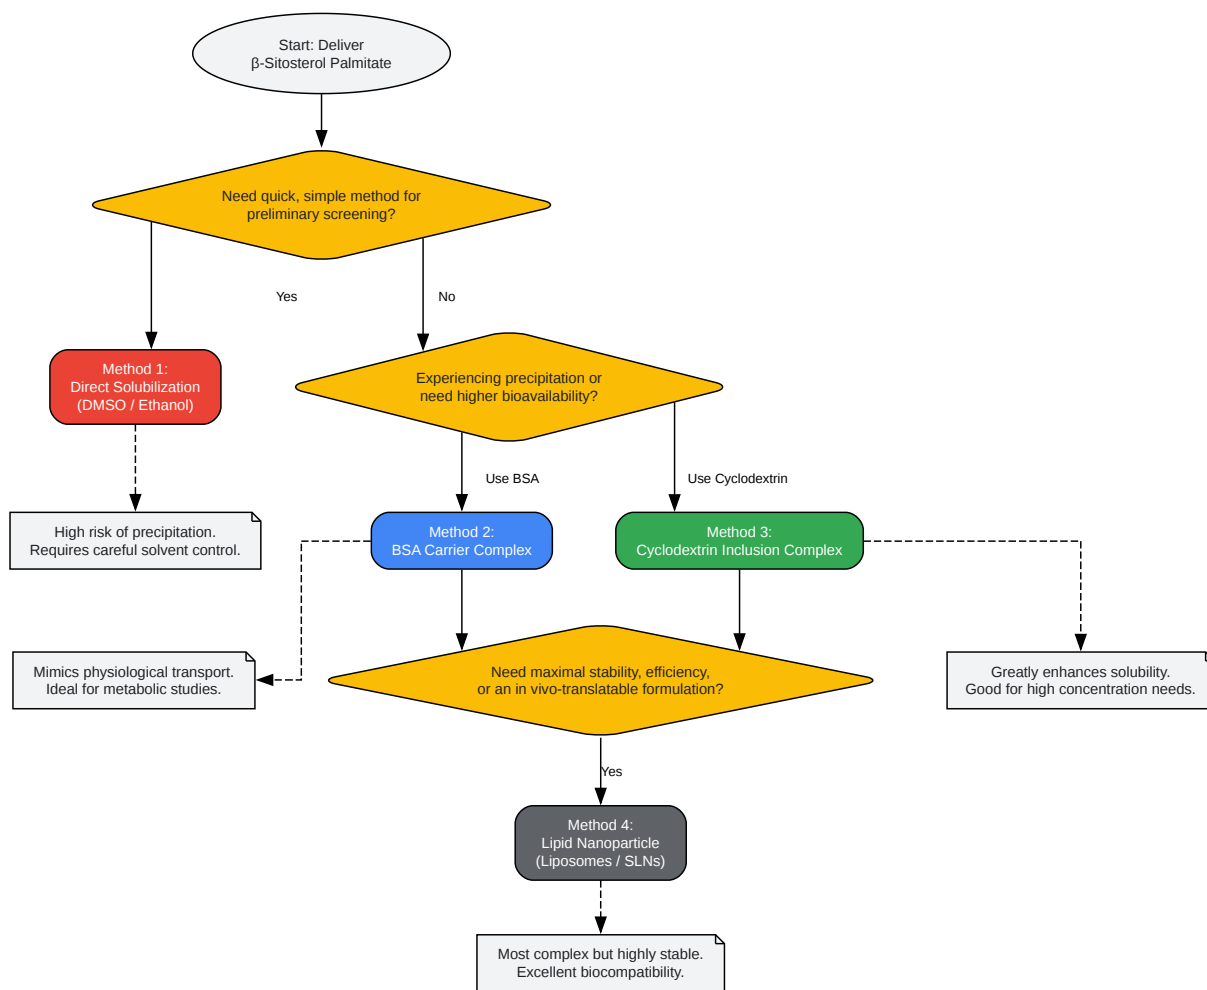 Start: Deliver
β-Sitosterol Palmitate
Need quick, simple method for
preliminary screening?
Yes
No
Method 1:
Direct Solubilization
(DMSO / Ethanol)
Experiencing precipitation or
need higher bioavailability?
Use BSA
Use Cyclodextrin
High risk of precipitation.
Requires careful solvent control.
Method 2:
BSA Carrier Complex
Method 3:
Cyclodextrin Inclusion Complex
Mimics physiological transport.
Ideal for metabolic studies.
Need maximal stability, efficiency,
or an in vivo-translatable formulation?
Greatly enhances solubility.
Good for high concentration needs.
Yes
Method 4:
Lipid Nanoparticle
(Liposomes / SLNs)
Most complex but highly stable.
Excellent biocompatibility.